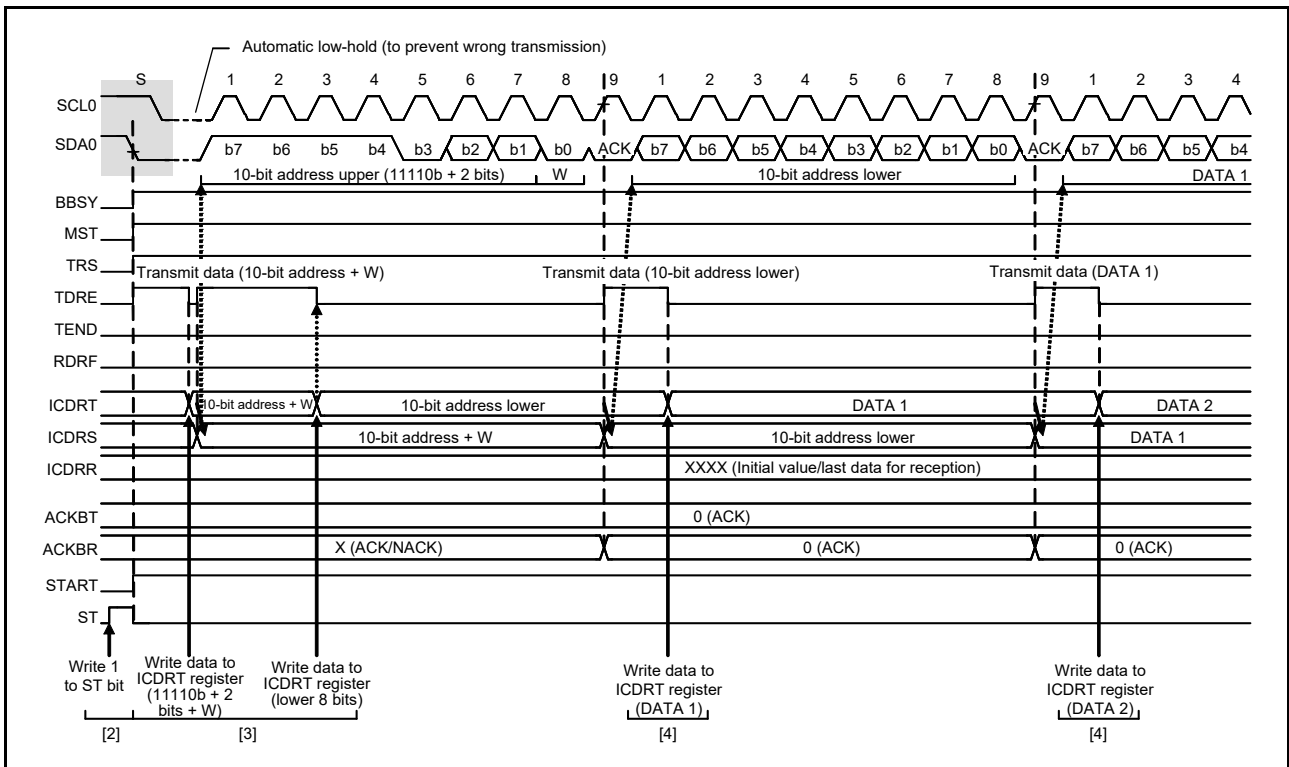 Automatic low-hold (to prevent wrong transmission)
S 1 2 3 4 5 6 7 8 9 1 2 3 4 5 6 7 8 9 1 2 3 4
SCL0
SDA0 b7 b6 b5 b4 b3 b2 b1 b0 ACK b7 b6 b5 b4 b3 b2 b1 b0 ACK b7 b6 b5 b4
10-bit address upper (11110b + 2 bits) W 10-bit address lower DATA 1
BBSY
MST
TRS
Transmit data (10-bit address + W) Transmit data (10-bit address lower) Transmit data (DATA 1)
TDRE
TEND
RDRF
ICDRT 10-bit address + W 10-bit address lower DATA 1 DATA 2
ICDRS 10-bit address + W 10-bit address lower DATA 1
ICDRR XXXX (Initial value/last data for reception)
ACKBT 0 (ACK)
ACKBR X (ACK/NACK) 0 (ACK) 0 (ACK)
START
ST
Write 1
to ST bit
Write data to
ICDRT register
(11110b + 2
bits + W)
Write data to
ICDRT register
(lower 8 bits)
Write data to
ICDRT register
(DATA 1)
Write data to
ICDRT register
(DATA 2)
[2] [3] [4] [4]